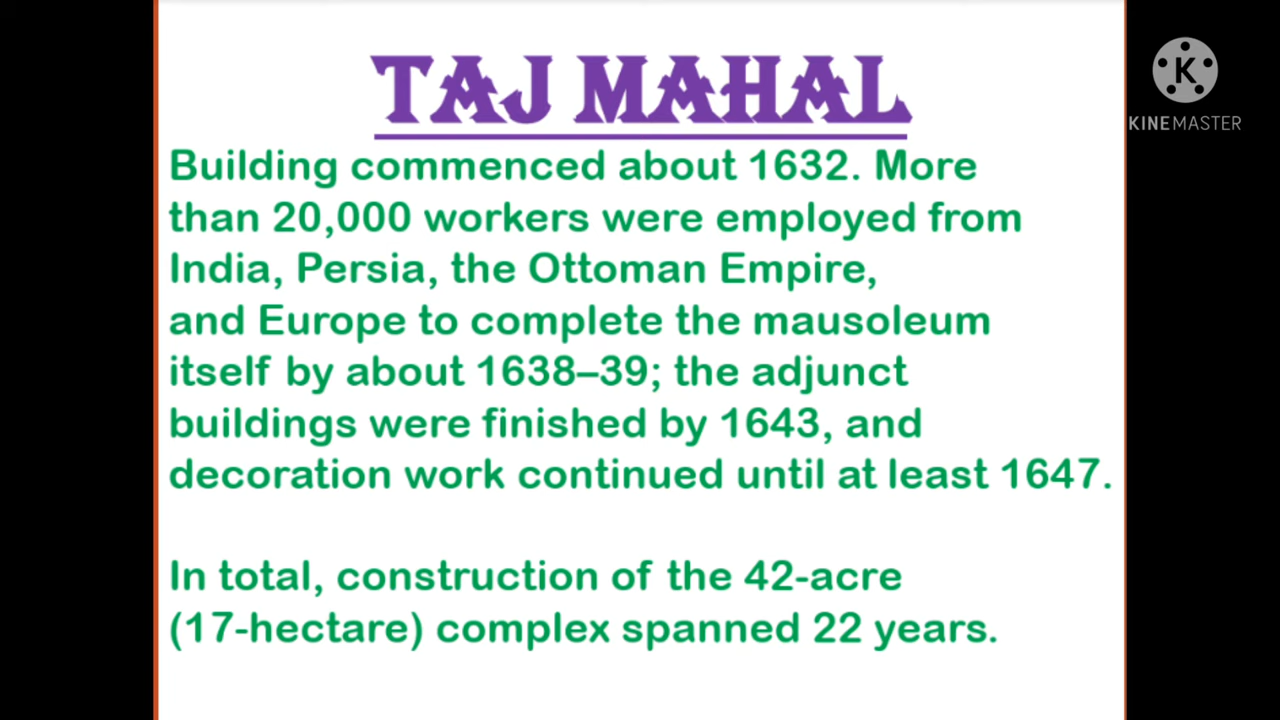 TAJ MAHAL
Building commenced about 1632. More
than 20,000 workers were employed from
India, Persia, the Ottoman Empire,
and Europe to complete the mausoleum
itself by about 1638–39; the adjunct
buildings were finished by 1643, and
decoration work continued until at least 1647.
In total, construction of the 42-acre
(17-hectare) complex spanned 22 years.
K
KINEMASTER